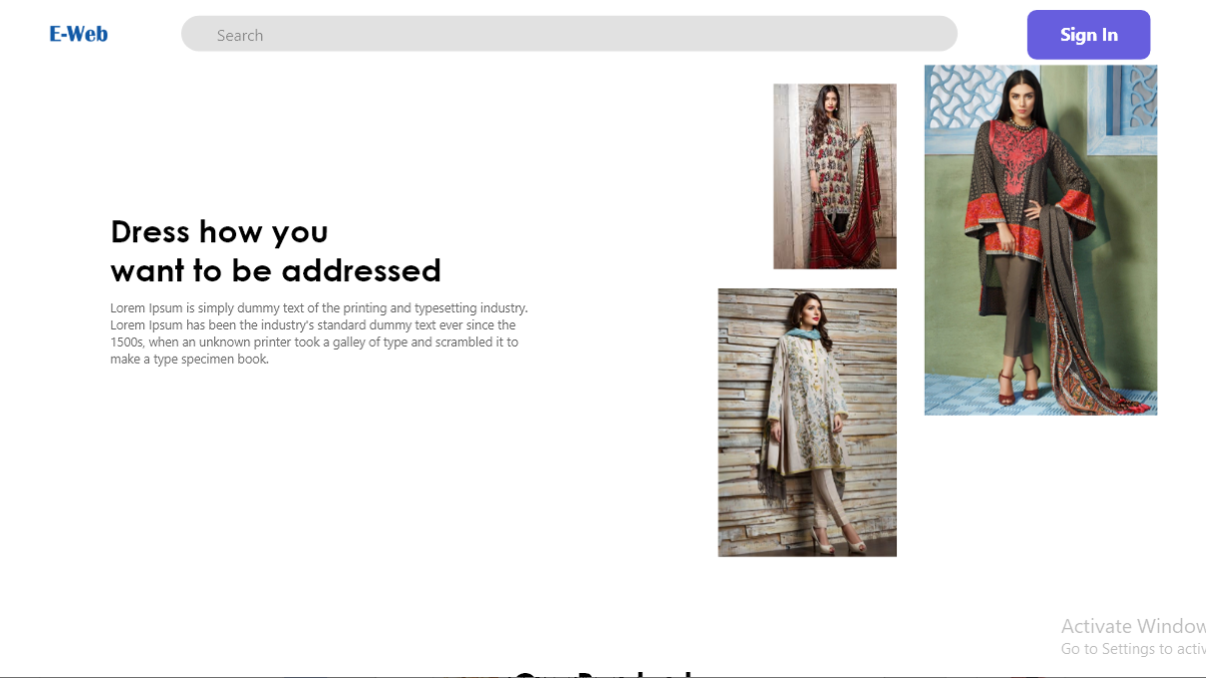 E-Web
Search
Sign In
Dress how you
want to be addressed
Lorem Ipsum is simply dummy text of the printing and typesetting industry.
Lorem Ipsum has been the industry's standard dummy text ever since the
1500s, when an unknown printer took a galley of type and scrambled it to
make a type specimen book.
Activate Window
Go to Settings to activ